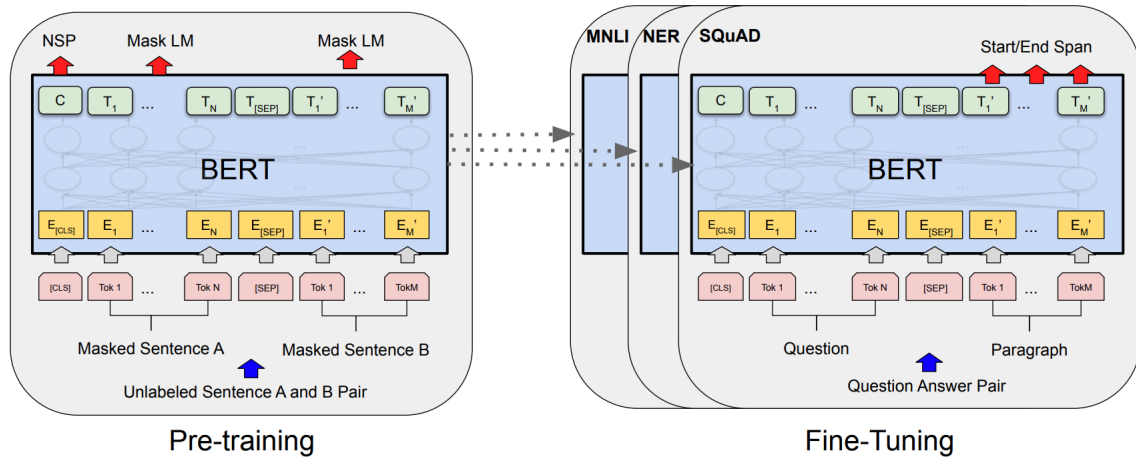 NSP Mask LM Mask LM
C T1 ... TN T[SEP] T1' ... TM'
BERT
...
E[CLS] E1 ... EN E[SEP] E1' ... EM'
[CLS] Tok 1 ... Tok N [SEP] Tok 1 ... TokM
Masked Sentence A Masked Sentence B
Unlabeled Sentence A and B Pair
Pre-training
MNLI NER SQuAD
Start/End Span
C T1 ... TN T[SEP] T1' ... TM'
BERT
...
E[CLS] E1 ... EN E[SEP] E1' ... EM'
[CLS] Tok 1 ... Tok N [SEP] Tok 1 ... TokM
Question Paragraph
Question Answer Pair
Fine-Tuning